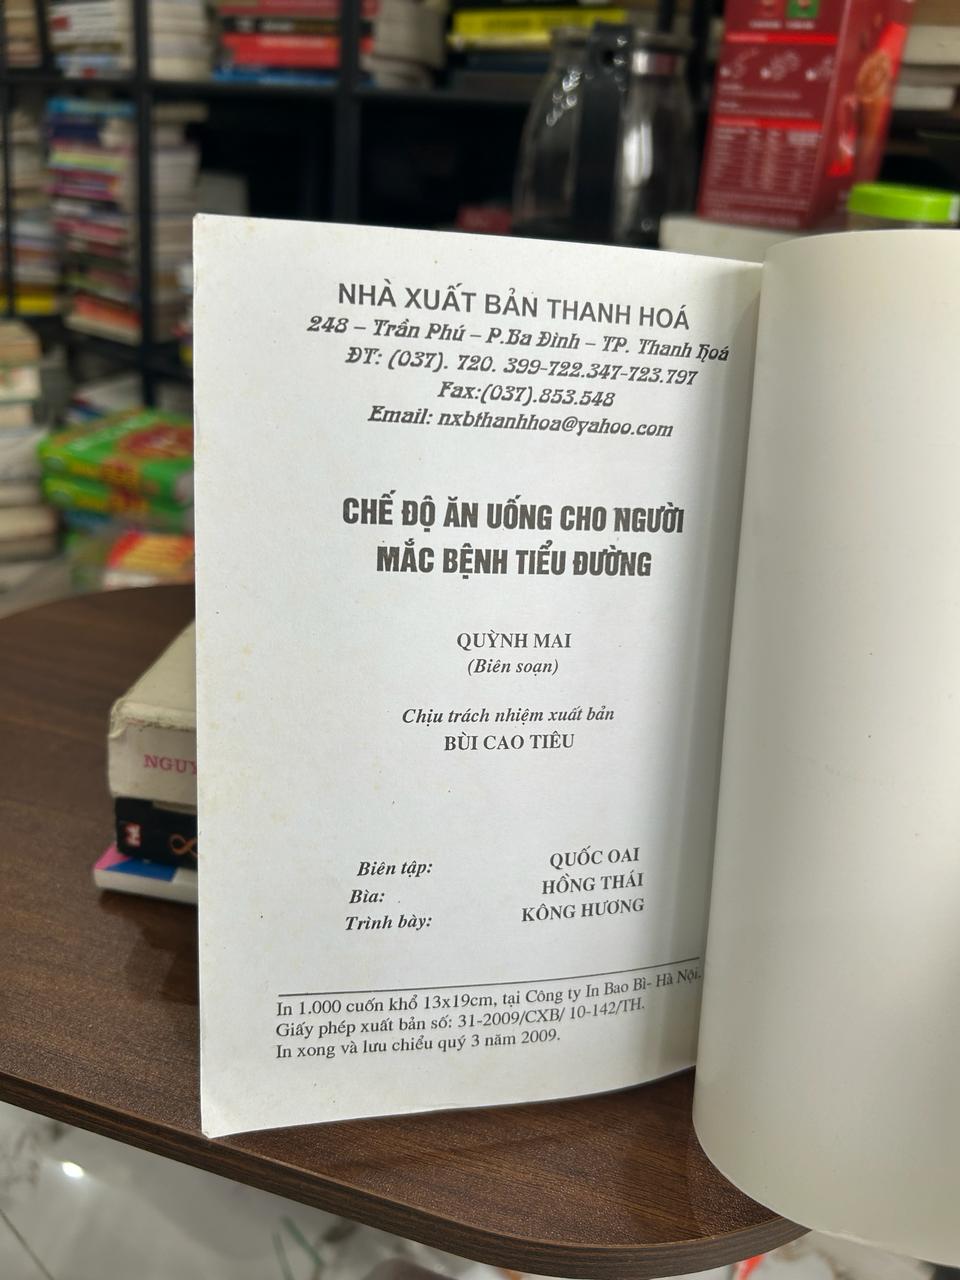 NHÀ XUẤT BẢN THANH HOÁ
248 – Trần Phú – P.Ba Đình – TP. Thanh Hoá
ĐT: (037). 720. 399-722.347-723.797
Fax:(037).853.548
Email: nxbthanhhoa@yahoo.com
CHẾ ĐỘ ĂN UỐNG CHO NGƯỜI
MẮC BỆNH TIỂU ĐƯỜNG
QUỲNH MAI
(Biên soạn)
Chịu trách nhiệm xuất bản
BÙI CAO TIÊU
Biên tập: QUỐC OAI
Bìa: HỒNG THÁI
Trình bày: KÔNG HƯƠNG
In 1.000 cuốn khổ 13x19cm, tại Công ty In Bao Bì- Hà Nội.
Giấy phép xuất bản số: 31-2009/CXB/ 10-142/TH.
In xong và lưu chiểu quý 3 năm 2009.
NGUY